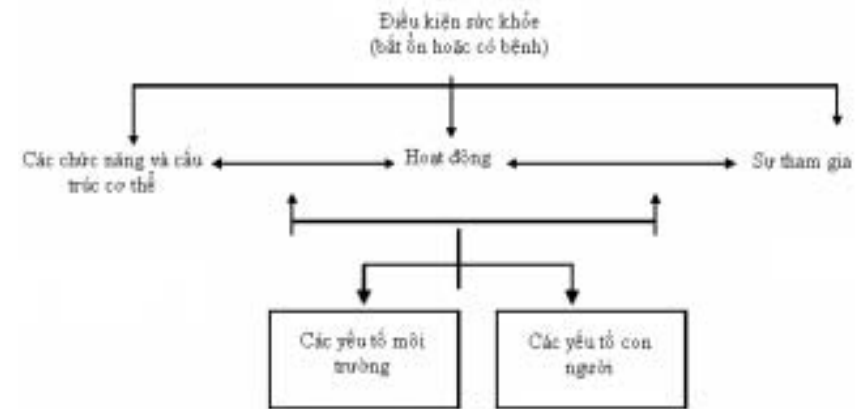 Điều kiện sức khỏe
(bất ổn hoặc có bệnh)
Các chức năng và cấu
trúc cơ thể
Hoạt động
Sự tham gia
Các yếu tố môi
trường
Các yếu tố con
người